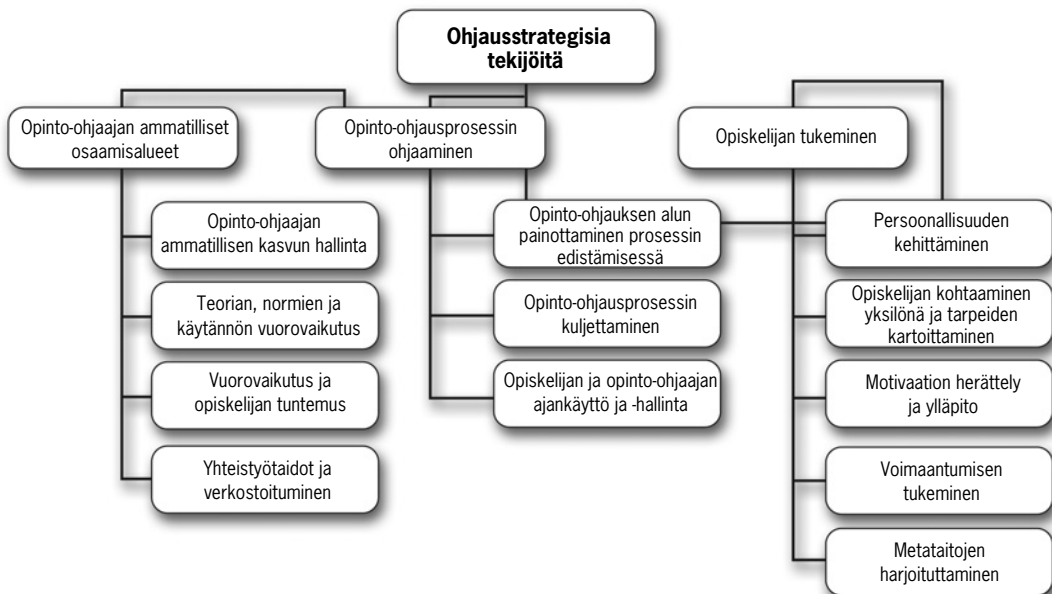 Ohjausstrategisia
tekijöitä
Opinto-ohjaajan ammatilliset
osaamisalueet
Opinto-ohjausprosessin
ohjaaminen
Opiskelijan tukeminen
Opinto-ohjaajan
ammatillisen kasvun hallinta
Teorian, normien ja
käytännön vuorovaikutus
Vuorovaikutus ja
opiskelijan tuntemus
Yhteistyötaidot ja
verkostoituminen
Opinto-ohjauksen alun
painottaminen prosessin
edistämisessä
Opinto-ohjausprosessin
kuljettaminen
Opiskelijan ja opinto-ohjaajan
ajankäyttö ja -hallinta
Persoonallisuuden
kehittäminen
Opiskelijan kohtaaminen
yksilönä ja tarpeiden
kartoittaminen
Motivaation herättely
ja ylläpito
Voimaantumisen
tukeminen
Metataitojen
harjoituttaminen